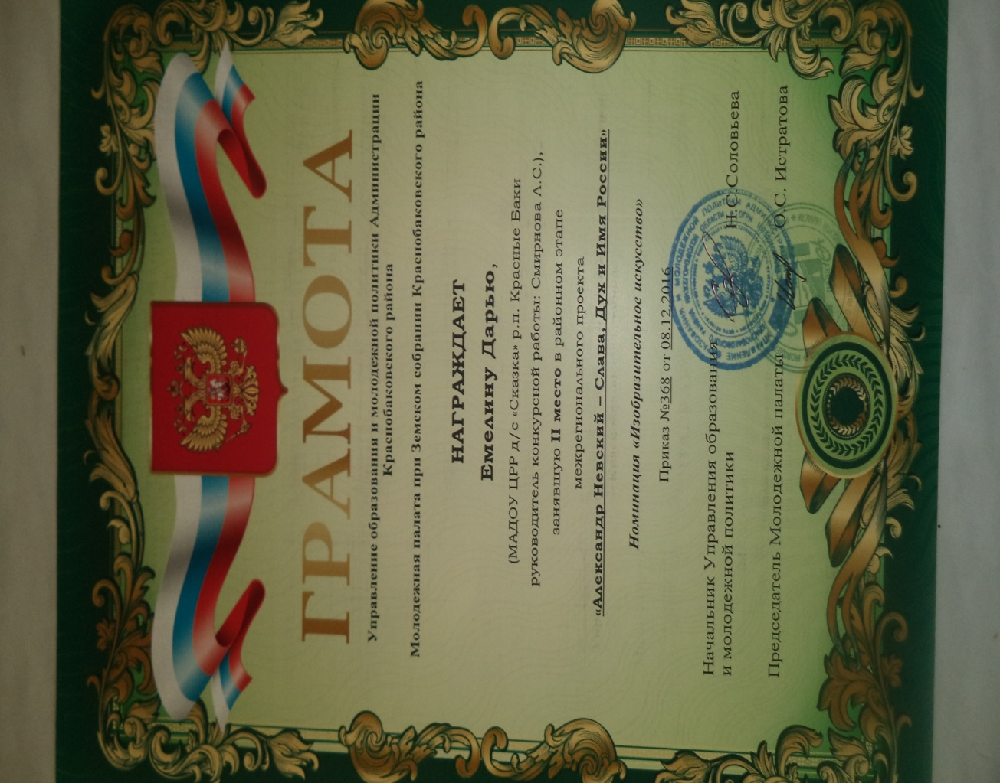 ГРАМОТА
Управление образования и молодежной политики Администрации
Краснобаковского района
Молодежная палата при Земском собрании Краснобаковского района
НАГРАЖДАЕТ
Емелину Дарью,
(МАДОУ ЦРР д/с «Сказка» р.п. Красные Баки
руководитель конкурсной работы: Смирнова Л.С.),
занявшую II место в районном этапе
межрегионального проекта
«Александр Невский – Слава, Дух и Имя России»
Номинация «Изобразительное искусство»
Приказ №368 от 08.12.2016
Начальник Управления образования Н.С. Соловьева
и молодежной политики
Председатель Молодежной палаты О.С. Истратова